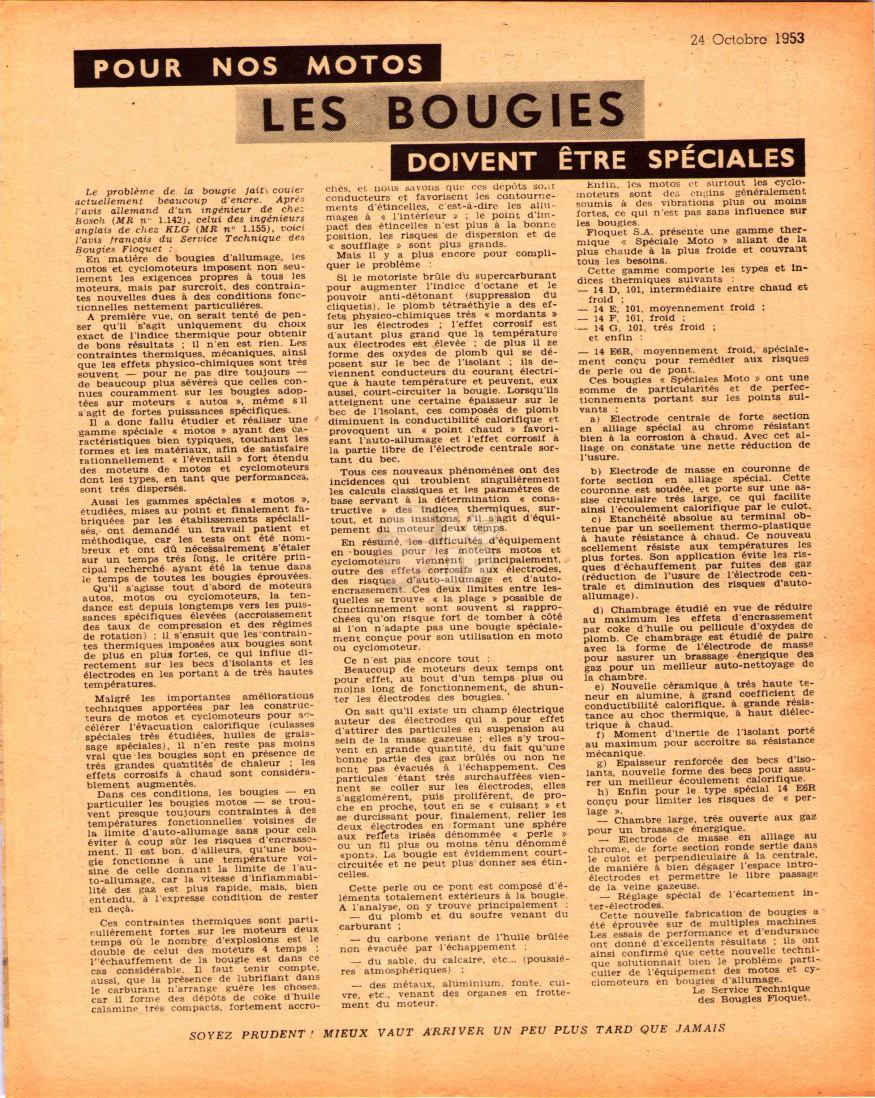 24 Octobre 1953
POUR NOS MOTOS
LES BOUGIES
DOIVENT ÊTRE SPÉCIALES
Le problème de la bougie fait couler
actuellement beaucoup d'encre. Après
l'avis allemand d'un ingénieur de chez
Bosch (MR n° 1.142), celui des ingénieurs
anglais de chez KLG (MR n° 1.155), voici
l'avis français du Service Technique des
Bougies Floquet :
En matière de bougies d'allumage, les
motos et cyclomoteurs imposent non seu-
lement les exigences propres à tous les
moteurs, mais par surcroît, des contrain-
tes nouvelles dues à des conditions fonc-
tionnelles nettement particulières.
A première vue, on serait tenté de pen-
ser qu'il s'agit uniquement du choix
exact de l'indice thermique pour obtenir
de bons résultats ; il n'en est rien. Les
contraintes thermiques, mécaniques, ainsi
que les effets physico-chimiques sont très
souvent — pour ne pas dire toujours —
de beaucoup plus sévères que celles con-
nues couramment sur les bougies adop-
tées sur moteurs « autos », même s'il
s'agit de fortes puissances spécifiques.
Il a donc fallu étudier et réaliser une
gamme spéciale « motos » ayant des ca-
ractéristiques bien typiques, touchant les
formes et les matériaux, afin de satisfaire
rationnellement « l'éventail » fort étendu
des moteurs de motos et cyclomoteurs
dont les types, en tant que performances,
sont très dispersés.
Aussi les gammes spéciales « motos »,
étudiées, mises au point et finalement fa-
briquées par les établissements spéciali-
sés, ont demandé un travail patient et
méthodique, car les tests ont été nom-
breux et ont dû nécessairement s'étaler
sur un temps très long, le critère prin-
cipal recherché ayant été la tenue dans
le temps de toutes les bougies éprouvées.
Qu'il s'agisse tout d'abord de moteurs
autos, motos ou cyclomoteurs, la ten-
dance est depuis longtemps vers les puis-
sances spécifiques élevées (accroissement
des taux de compression et des régimes
de rotation) ; il s'ensuit que les contrain-
tes thermiques imposées aux bougies sont
de plus en plus fortes, ce qui influe di-
rectement sur les becs d'isolants et les
électrodes en les portant à de très hautes
températures.
Malgré les importantes améliorations
techniques apportées par les construc-
teurs de motos et cyclomoteurs pour ac-
célérer l'évacuation calorifique (culasses
spéciales très étudiées, huiles de grais-
sage spéciales), il n'en reste pas moins
vrai que les bougies sont en présence de
très grandes quantités de chaleur ; les
effets corrosifs à chaud sont considéra-
blement augmentés.
Dans ces conditions, les bougies — en
particulier les bougies motos — se trou-
vent presque toujours contraintes à des
températures fonctionnelles voisines de
la limite d'auto-allumage sans pour cela
éviter à coup sûr les risques d'encrasse-
ment. Il est bon, d'ailleurs, qu'une bou-
gie fonctionne à une température voi-
sine de celle donnant la limite de l'au-
to-allumage, car la vitesse d'inflammabi-
lité des gaz est plus rapide, mais, bien
entendu, à l'expresse condition de rester
en deçà.
Ces contraintes thermiques sont parti-
culièrement fortes sur les moteurs deux
temps où le nombre d'explosions est le
double de celui des moteurs 4 temps ;
l'échauffement de la bougie est dans ce
cas considérable. Il faut tenir compte,
aussi, que la présence de lubrifiant dans
le carburant n'arrange guère les choses,
car il forme des dépôts de coke d'huile
calamine très compacts, fortement accro-
chés, et nous savons que ces dépôts sont
conducteurs et favorisent les contourne-
ments d'étincelles, c'est-à-dire les allu-
mages à « l'intérieur » ; le point d'im-
pact des étincelles n'est plus à la bonne
position, les risques de dispersion et de
« soufflage » sont plus grands.
Mais il y a plus encore pour compli-
quer le problème :
Si le motoriste brûle du supercarburant
pour augmenter l'indice d'octane et le
pouvoir anti-détonant (suppression du
cliquetis), le plomb tétraéthyle a des ef-
fets physico-chimiques très « mordants »
sur les électrodes ; l'effet corrosif est
d'autant plus grand que la température
aux électrodes est élevée ; de plus il se
forme des oxydes de plomb qui se dé-
posent sur le bec de l'isolant ; ils de-
viennent conducteurs du courant électri-
que à haute température et peuvent, eux
aussi, court-circuiter la bougie. Lorsqu'ils
atteignent une certaine épaisseur sur le
bec de l'isolant, ces composés de plomb
diminuent la conductibilité calorifique et
provoquent un « point chaud » favori-
sant l'auto-allumage et l'effet corrosif à
la partie libre de l'électrode centrale sor-
tant du bec.
Tous ces nouveaux phénomènes ont des
incidences qui troublent singulièrement
les calculs classiques et les paramètres de
base servant à la détermination « cons-
tructive » des indices thermiques, sur-
tout, et nous insistons, s'il s'agit d'équi-
pement du moteur deux temps.
En résumé, les difficultés d'équipement
en bougies pour les moteurs motos et
cyclomoteurs viennent principalement,
outre des effets corrosifs aux électrodes,
des risques d'auto-allumage et d'auto-
encrassement. Ces deux limites entre les-
quelles se trouve « la plage » possible de
fonctionnement sont souvent si rappro-
chées qu'on risque fort de tomber à côté
si l'on n'adapte pas une bougie spéciale-
ment conçue pour son utilisation en moto
ou cyclomoteur.
Ce n'est pas encore tout :
Beaucoup de moteurs deux temps ont
pour effet, au bout d'un temps plus ou
moins long de fonctionnement, de shun-
ter les électrodes des bougies.
On sait qu'il existe un champ électrique
auteur des électrodes qui a pour effet
d'attirer des particules en suspension au
sein de la masse gazeuse ; elles s'y trou-
vent en grande quantité, du fait qu'une
bonne partie des gaz brûlés ou non ne
sont pas évacués à l'échappement. Ces
particules étant très surchauffées vien-
nent se coller sur les électrodes, elles
s'agglomèrent, puis prolifèrent, de pro-
che en proche, tout en se « cuisant » et
se durcissant pour, finalement, relier les
deux électrodes en formant une sphère
aux reflets irisés dénommée « perle »
ou un fil plus ou moins ténu dénommé
«pont». La bougie est évidemment court-
circuitée et ne peut plus donner ses étin-
celles.
Cette perle ou ce pont est composé d'é-
léments totalement extérieurs à la bougie.
A l'analyse, on y trouve principalement :
— du plomb et du soufre venant du
carburant ;
— du carbone venant de l'huile brûlée
non évacuée par l'échappement ;
— du sable, du calcaire, etc... (poussiè-
res atmosphériques) ;
— des métaux, aluminium, fonte, cui-
vre, etc., venant des organes en frotte-
ment du moteur.
Enfin, les motos et surtout les cyclo-
moteurs sont des engins généralement
soumis à des vibrations plus ou moins
fortes, ce qui n'est pas sans influence sur
les bougies.
Floquet S.A. présente une gamme ther-
mique « Spéciale Moto » allant de la
plus chaude à la plus froide et couvrant
tous les besoins.
Cette gamme comporte les types et in-
dices thermiques suivants :
— 14 D, 101, intermédiaire entre chaud et
froid ;
— 14 E, 101, moyennement froid ;
— 14 F, 101, froid ;
— 14 G, 101, très froid ;
et enfin :
— 14 E6R, moyennement froid, spéciale-
ment conçu pour remédier aux risques
de perle ou de pont.
Ces bougies « Spéciales Moto » ont une
somme de particularités et de perfec-
tionnements portant sur les points sui-
vants :
a) Electrode centrale de forte section
en alliage spécial au chrome résistant
bien à la corrosion à chaud. Avec cet al-
liage on constate une nette réduction de
l'usure.
b) Electrode de masse en couronne de
forte section en alliage spécial. Cette
couronne est soudée, et porte sur une as-
sise circulaire très large, ce qui facilite
ainsi l'écoulement calorifique par le culot.
c) Etanchéité absolue au terminal ob-
tenue par un scellement thermo-plastique
à haute résistance à chaud. Ce nouveau
scellement résiste aux températures les
plus fortes. Son application évite les ris-
ques d'échauffement par fuites des gaz
(réduction de l'usure de l'électrode cen-
trale et diminution des risques d'auto-
allumage).
d) Chambrage étudié en vue de réduire
au maximum les effets d'encrassement
par coke d'huile ou pellicule d'oxydes de
plomb. Ce chambrage est étudié de paire
avec la forme de l'électrode de masse
pour assurer un brassage énergique des
gaz pour un meilleur auto-nettoyage de
la chambre.
e) Nouvelle céramique à très haute te-
neur en alumine, à grand coefficient de
conductibilité calorifique, à grande résis-
tance au choc thermique, à haut diélec-
trique à chaud.
f) Moment d'inertie de l'isolant porté
au maximum pour accroître sa résistance
mécanique.
g) Epaisseur renforcée des becs d'iso-
lants, nouvelle forme des becs pour assu-
rer un meilleur écoulement calorifique.
h) Enfin pour le type spécial 14 E6R
conçu pour limiter les risques de « per-
lage ».
— Chambre large, très ouverte aux gaz
pour un brassage énergique.
— Electrode de masse en alliage au
chrome, de forte section ronde sertie dans
le culot et perpendiculaire à la centrale,
de manière à bien dégager l'espace intro-
électrodes et permettre le libre passage
de la veine gazeuse.
— Réglage spécial de l'écartement in-
ter-électrodes.
Cette nouvelle fabrication de bougies a
été éprouvée sur de multiples machines.
Les essais de performance et d'endurance
ont donné d'excellents résultats ; ils ont
ainsi confirmé que cette nouvelle techni-
que solutionnait bien le problème parti-
culier de l'équipement des motos et cy-
clomoteurs en bougies d'allumage.
Le Service Technique
des Bougies Floquet.
SOYEZ PRUDENT ! MIEUX VAUT ARRIVER UN PEU PLUS TARD QUE JAMAIS